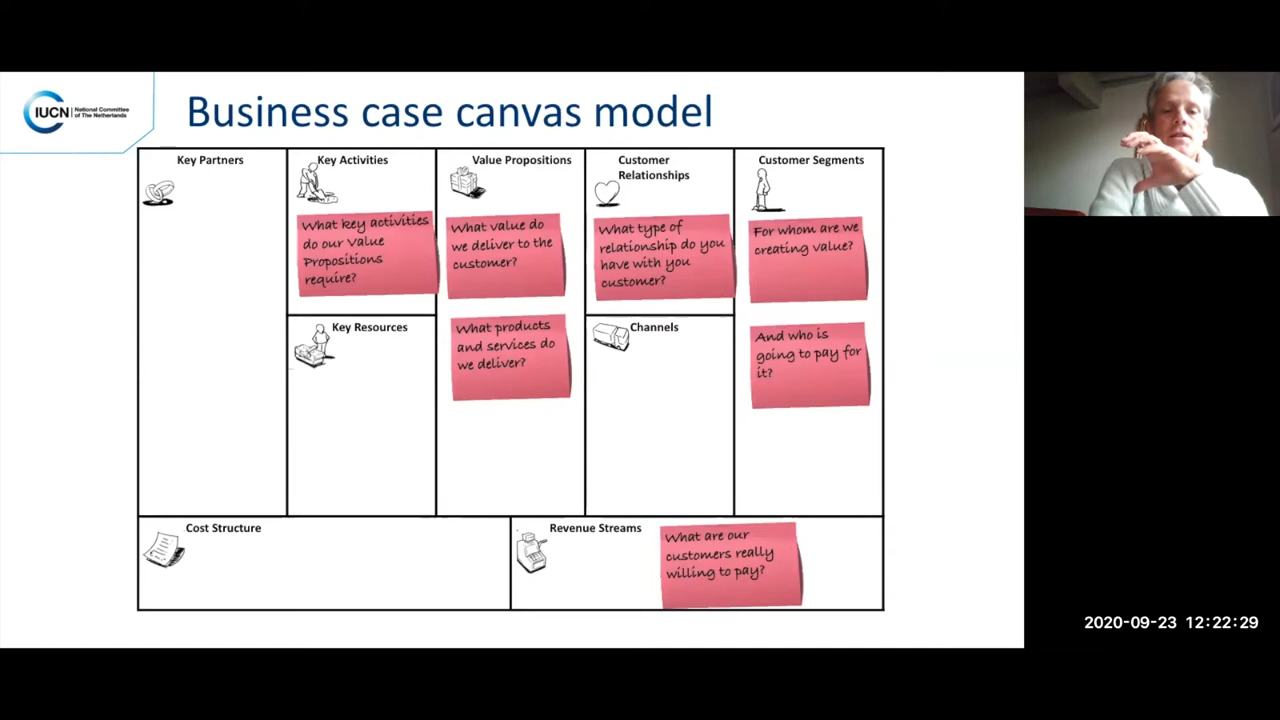 IUCN
National Committee
of The Netherlands
Business case canvas model
Key Partners
Key Activities
What key activities
do our Value
Propositions
require?
Key Resources
Value Propositions
What value do
we deliver to the
customer?
What products
and services do
we deliver?
Customer
Relationships
What type of
relationship do you
have with you
customer?
Channels
Customer Segments
For whom are we
creating value?
And who is
going to pay for
it?
Cost Structure
Revenue Streams
What are our
customers really
willing to pay?
2020-09-23 12:22:29